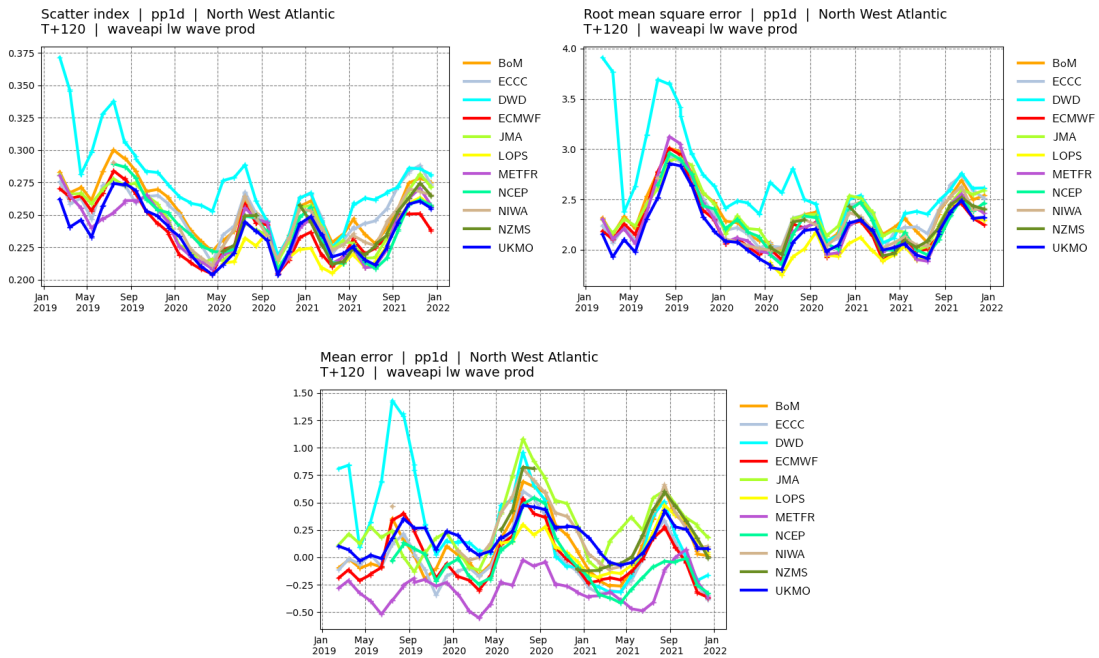 Scatter index | pp1d | North West Atlantic
T+120 | waveapi lw wave prod
0.375
0.350
0.325
0.300
0.275
0.250
0.225
0.200
Jan 2019
May 2019
Sep 2019
Jan 2020
May 2020
Sep 2020
Jan 2021
May 2021
Sep 2021
Jan 2022
BoM
ECCC
DWD
ECMWF
JMA
LOPS
METFR
NCEP
NIWA
NZMS
UKMO
Root mean square error | pp1d | North West Atlantic
T+120 | waveapi lw wave prod
4.0
3.5
3.0
2.5
2.0
Jan 2019
May 2019
Sep 2019
Jan 2020
May 2020
Sep 2020
Jan 2021
May 2021
Sep 2021
Jan 2022
BoM
ECCC
DWD
ECMWF
JMA
LOPS
METFR
NCEP
NIWA
NZMS
UKMO
Mean error | pp1d | North West Atlantic
T+120 | waveapi lw wave prod
1.50
1.25
1.00
0.75
0.50
0.25
0.00
−0.25
−0.50
Jan 2019
May 2019
Sep 2019
Jan 2020
May 2020
Sep 2020
Jan 2021
May 2021
Sep 2021
Jan 2022
BoM
ECCC
DWD
ECMWF
JMA
LOPS
METFR
NCEP
NIWA
NZMS
UKMO